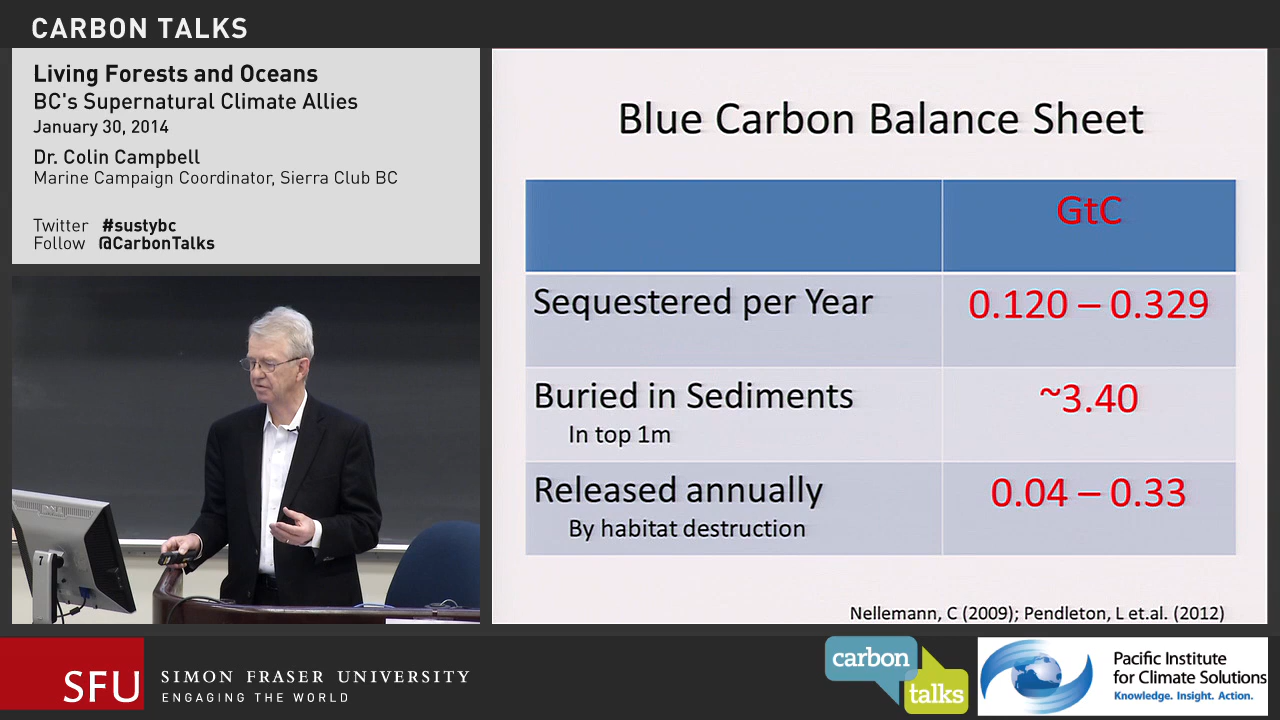 CARBON TALKS
Living Forests and Oceans
BC's Supernatural Climate Allies
January 30, 2014
Dr. Colin Campbell
Marine Campaign Coordinator, Sierra Club BC
Twitter #sustybc
Follow @CarbonTalks
DELL
7
Blue Carbon Balance Sheet
GtC
Sequestered per Year 0.120 – 0.329
Buried in Sediments ~3.40
In top 1m
Released annually 0.04 – 0.33
By habitat destruction
Nellemann, C (2009); Pendleton, L et.al. (2012)
SFU SIMON FRASER UNIVERSITY
ENGAGING THE WORLD
carbon
talks
Pacific Institute
for Climate Solutions
Knowledge. Insight. Action.